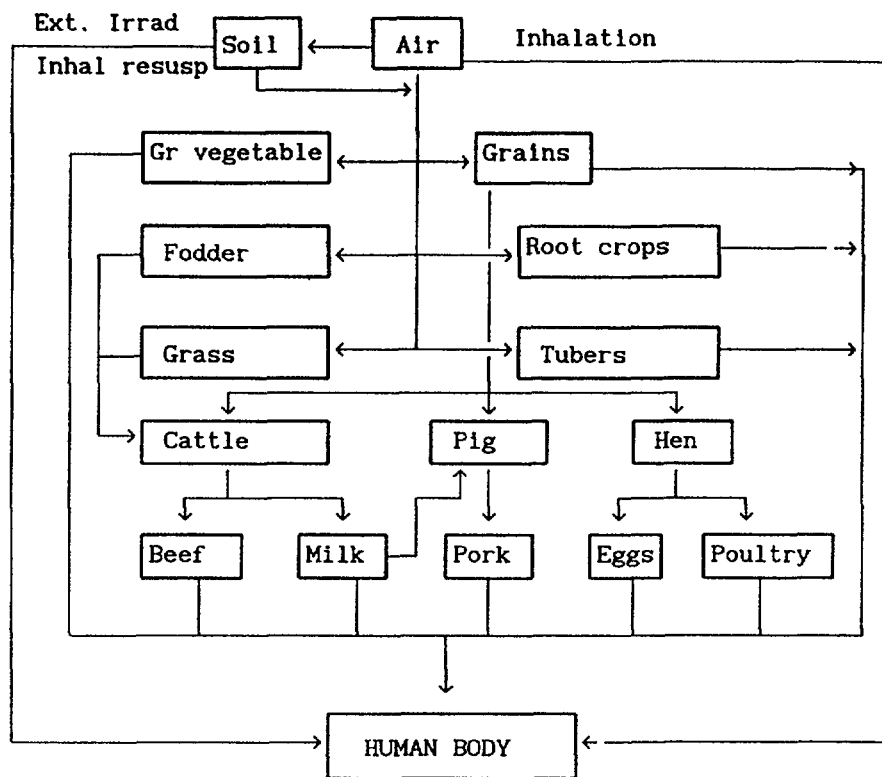 Ext. Irrad
Soil
Air
Inhalation
Inhal resusp
Gr vegetable
Grains
Fodder
Root crops
Grass
Tubers
Cattle
Pig
Hen
Beef
Milk
Pork
Eggs
Poultry
HUMAN BODY